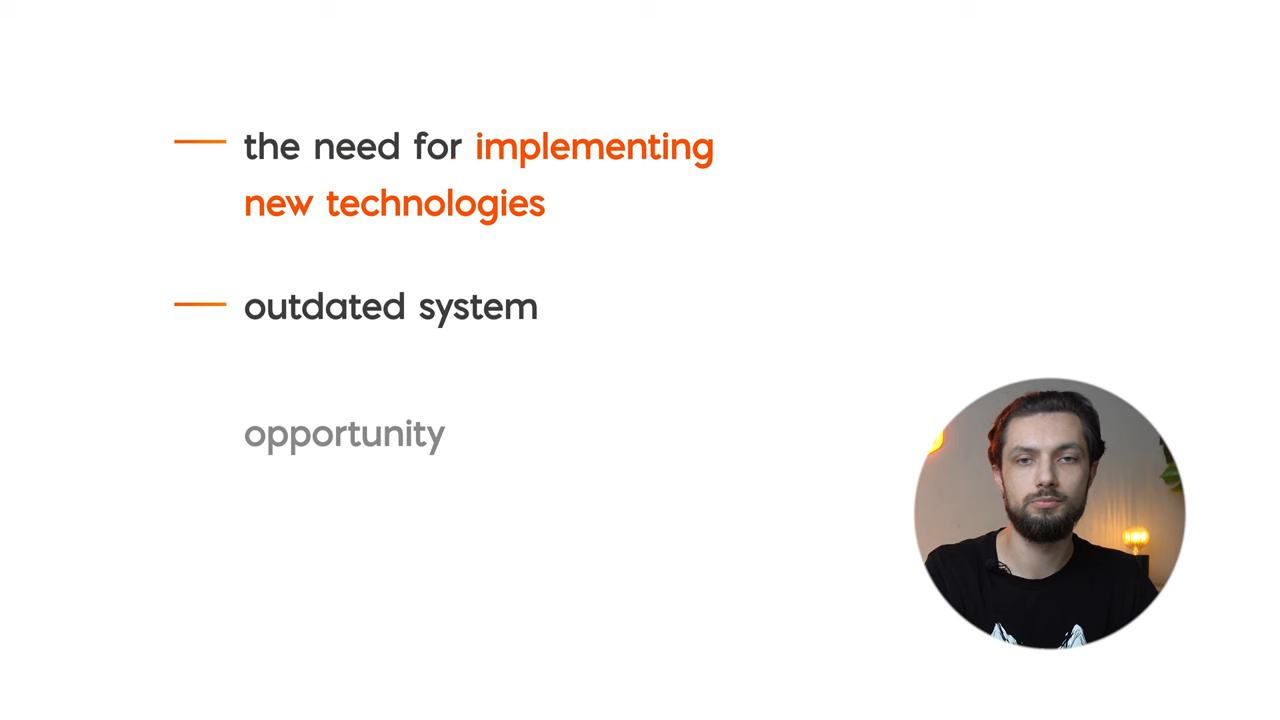 the need for implementing
new technologies
outdated system
opportunity